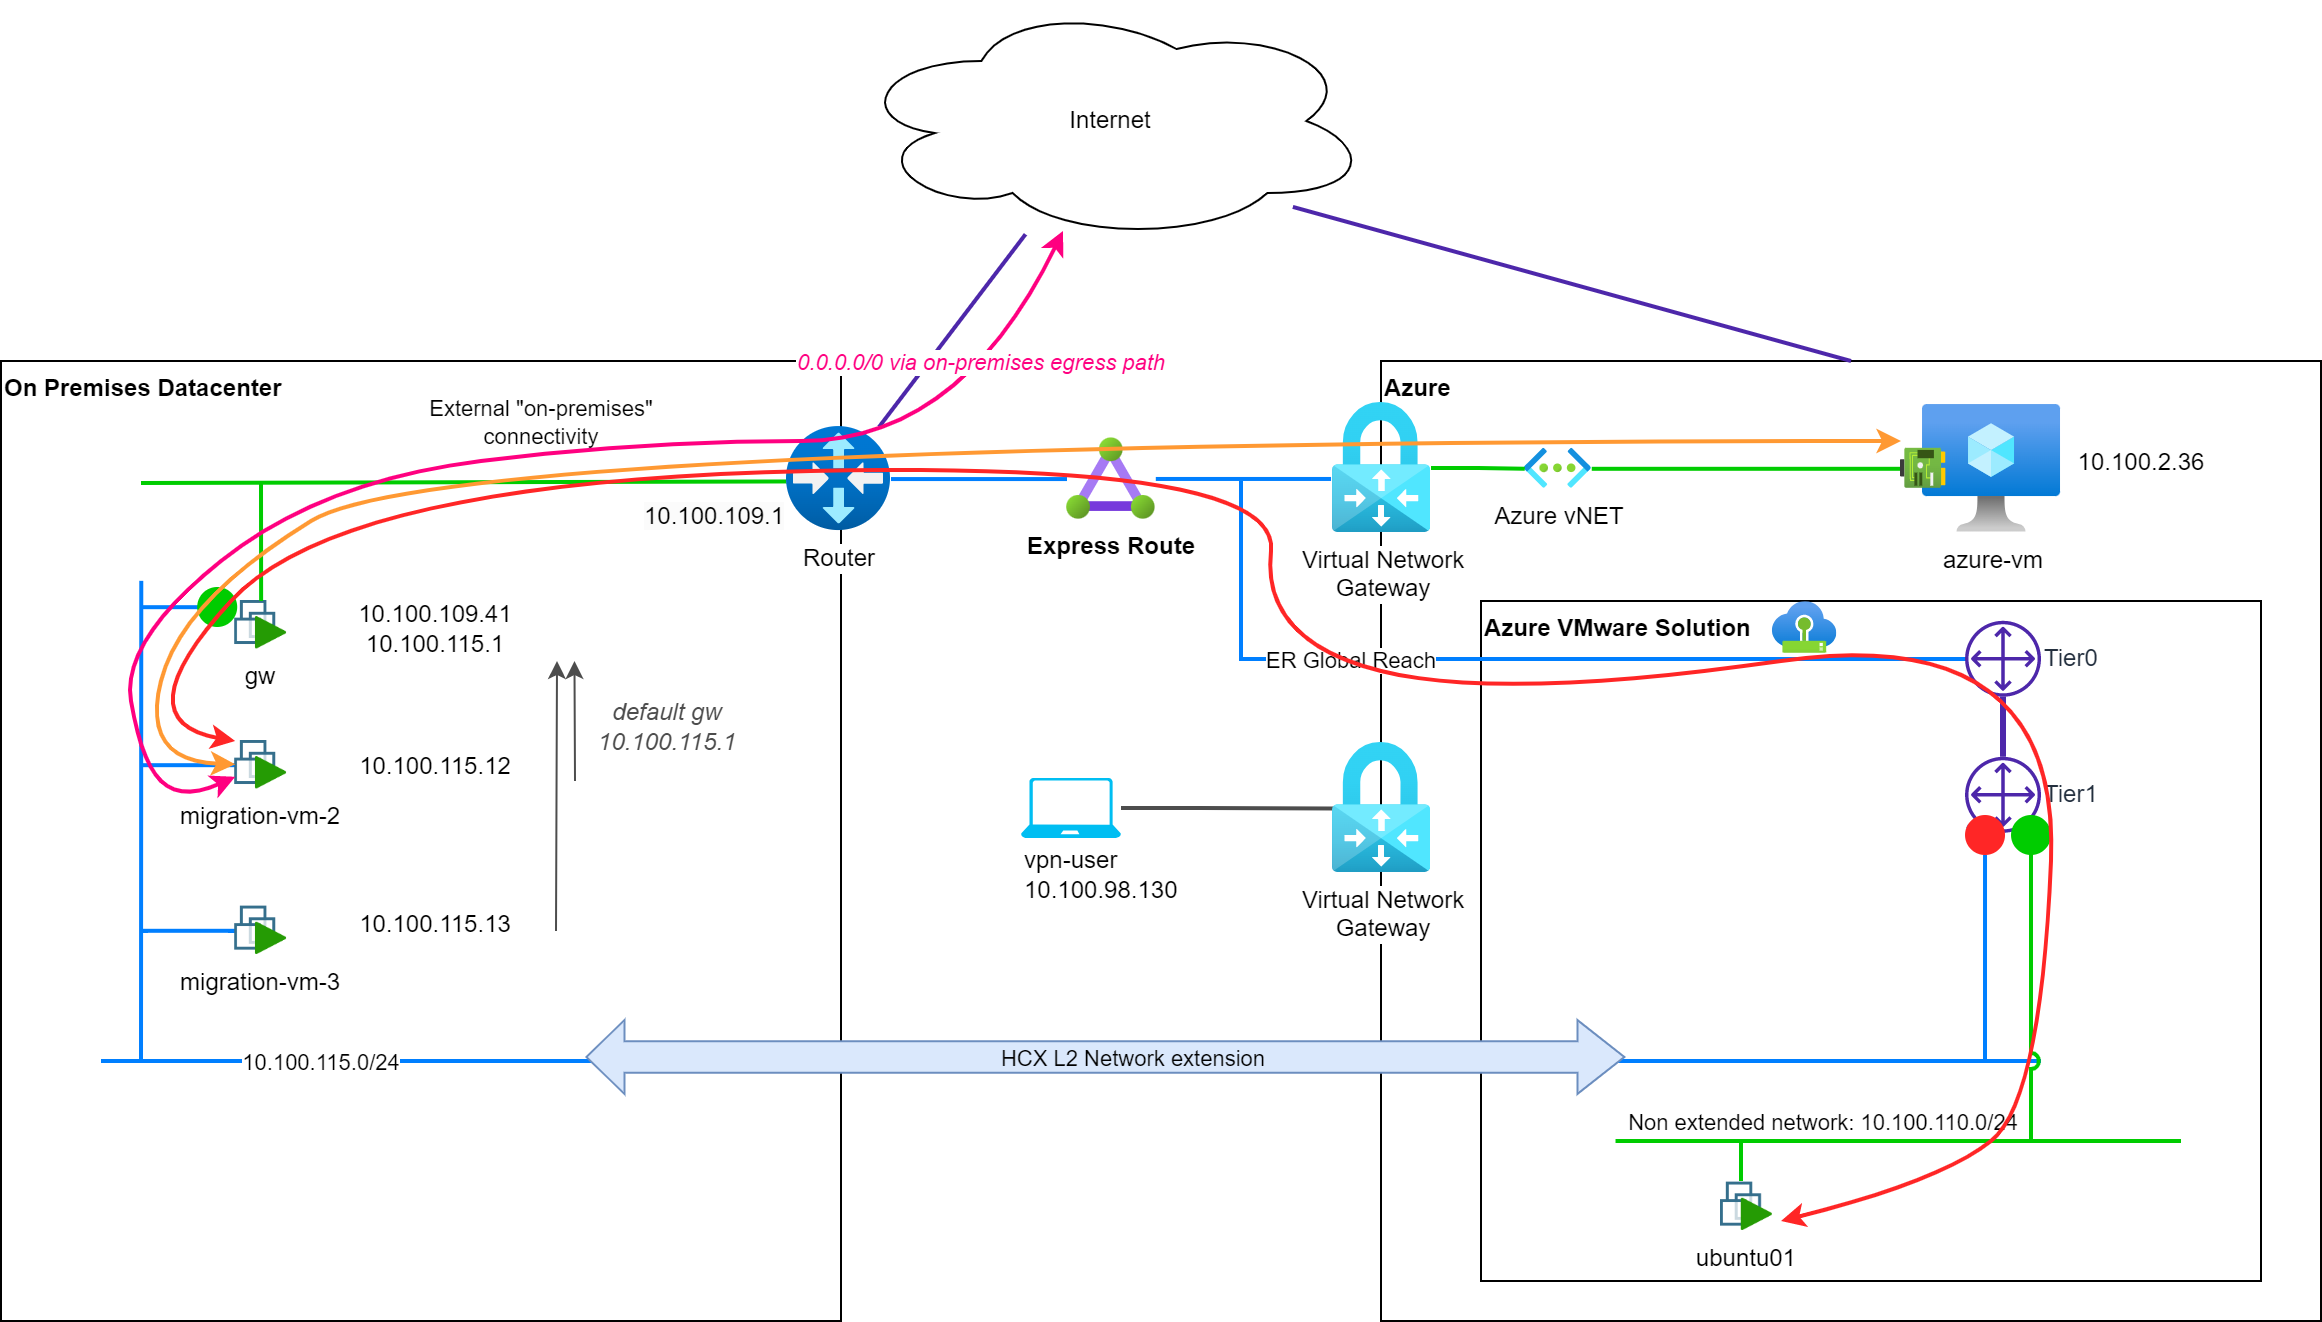 Internet
0.0.0.0/0 via on-premises egress path
On Premises Datacenter
Azure
External "on-premises"
connectivity
10.100.109.1
Router
Express Route
Virtual Network
Gateway
Azure vNET
10.100.2.36
azure-vm
10.100.109.41
10.100.115.1
gw
default gw
10.100.115.1
ER Global Reach
Azure VMware Solution
Tier0
Tier1
10.100.115.12
migration-vm-2
vpn-user
10.100.98.130
Virtual Network
Gateway
10.100.115.13
migration-vm-3
10.100.115.0/24
HCX L2 Network extension
Non extended network: 10.100.110.0/24
ubuntu01